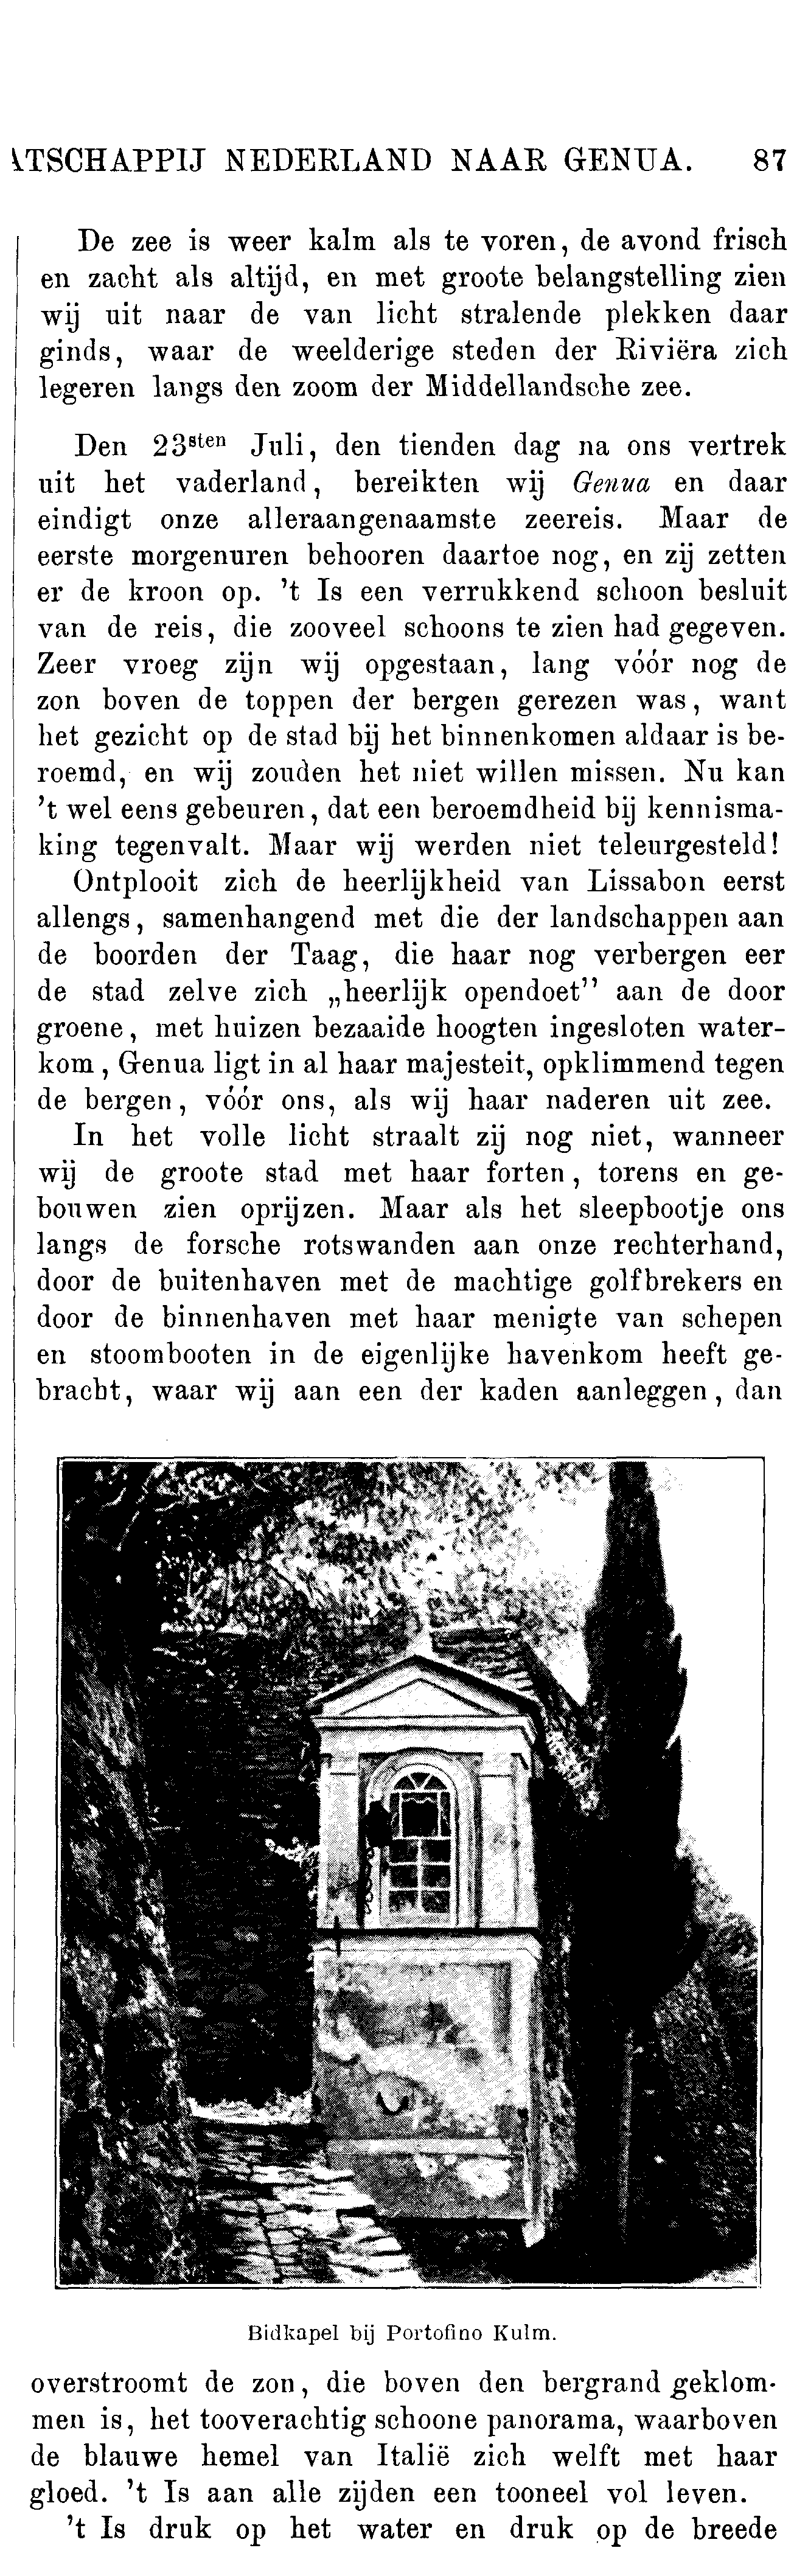 ATSCHAPPIJ NEDERLAND NAAR GENUA. 87
De zee is weer kalm als te voren, de avond frisch
en zacht als altijd, en met groote belangstelling zien
wij uit naar de van licht stralende plekken daar
ginds, waar de weelderige steden der Riviëra zich
legeren langs den zoom der Middellandsche zee.
Den 23sten Juli, den tienden dag na ons vertrek
uit het vaderland, bereikten wij Genua en daar
eindigt onze alleraangenaamste zeereis. Maar de
eerste morgenuren behooren daartoe nog, en zij zetten
er de kroon op. 't Is een verrukkend schoon besluit
van de reis, die zooveel schoons te zien had gegeven.
Zeer vroeg zijn wij opgestaan, lang vóór nog de
zon boven de toppen der bergen gerezen was, want
het gezicht op de stad bij het binnenkomen aldaar is be-
roemd, en wij zouden het niet willen missen. Nu kan
't wel eens gebeuren, dat een beroemdheid bij kennisma-
king tegenvalt. Maar wij werden niet teleurgesteld!
Ontplooit zich de heerlijkheid van Lissabon eerst
allengs, samenhangend met die der landschappen aan
de boorden der Taag, die haar nog verbergen eer
de stad zelve zich „heerlijk opendoet" aan de door
groene, met huizen bezaaide hoogten ingesloten water-
kom, Genua ligt in al haar majesteit, opklimmend tegen
de bergen, vóór ons, als wij haar naderen uit zee.
In het volle licht straalt zij nog niet, wanneer
wij de groote stad met haar forten, torens en ge-
bouwen zien oprijzen. Maar als het sleepbootje ons
langs de forsche rotswanden aan onze rechterhand,
door de buitenhaven met de machtige golfbrekers en
door de binnenhaven met haar menigte van schepen
en stoombooten in de eigenlijke havenkom heeft ge-
bracht, waar wij aan een der kaden aanleggen, dan
Bidkapel bij Portofino Kulm.
overstroomt de zon, die boven den bergrand geklom-
men is, het tooverachtig schoone panorama, waarboven
de blauwe hemel van Italië zich welft met haar
gloed. 't Is aan alle zijden een tooneel vol leven.
't Is druk op het water en druk op de breede